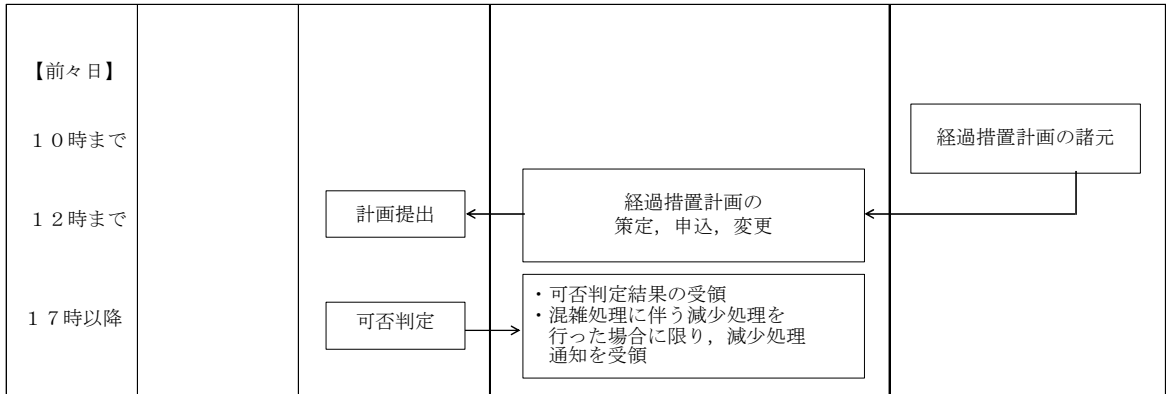 【前々日】
１０時まで
経過措置計画の諸元
１２時まで
計画提出
経過措置計画の
策定，申込，変更
１７時以降
可否判定
・可否判定結果の受領
・混雑処理に伴う減少処理を
行った場合に限り，減少処理
通知を受領